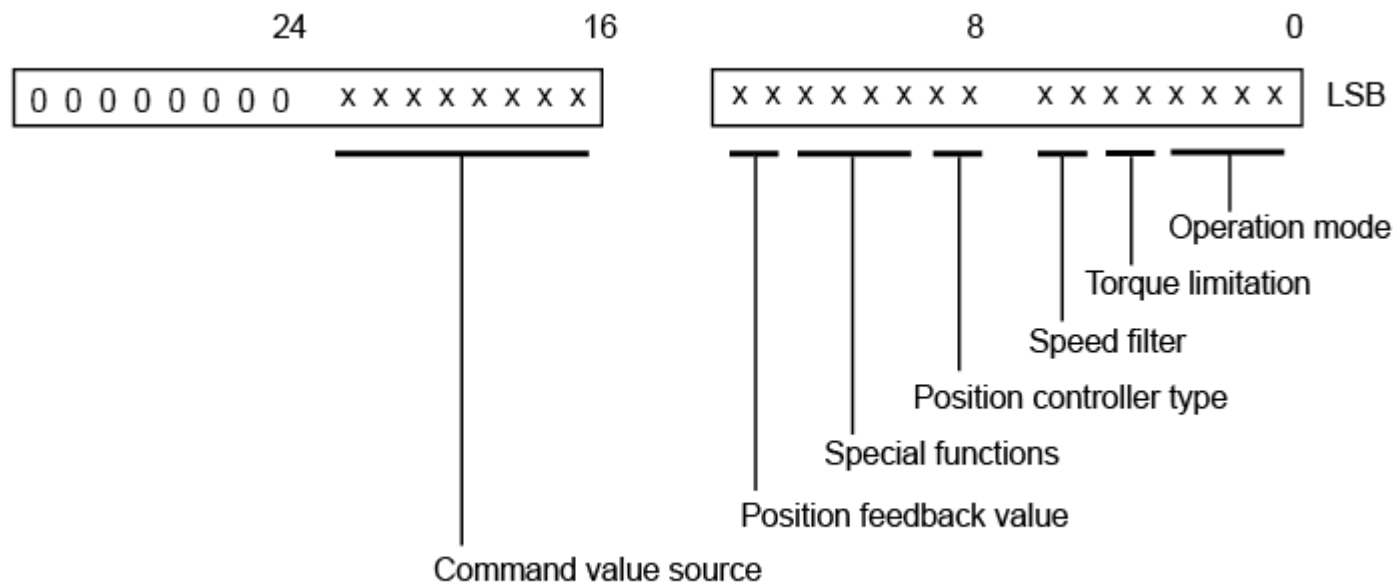 24 16 8 0
0 0 0 0 0 0 0 0 x x x x x x x x x x x x x x x x x x x x x x x x LSB
Operation mode
Torque limitation
Speed filter
Position controller type
Special functions
Position feedback value
Command value source